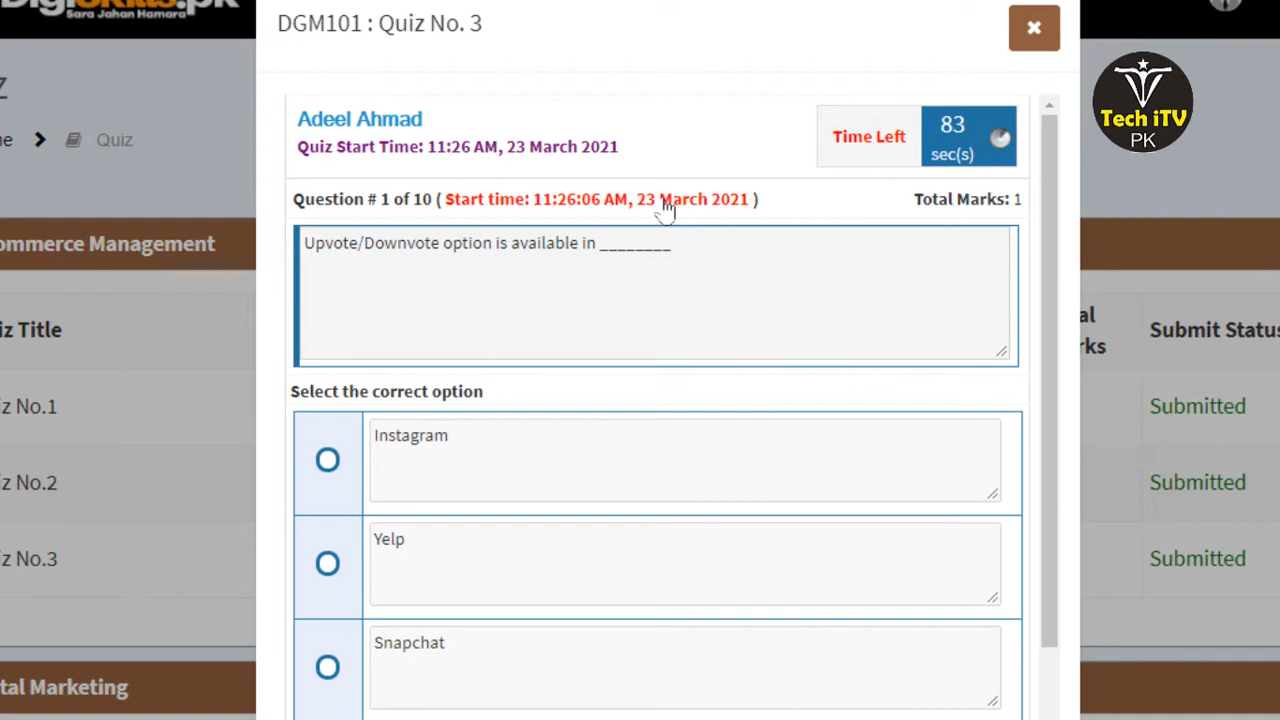 DigiSkills.pk
Sara Jahan Hamara
DGM101 : Quiz No. 3
Tech iTV
PK
Quiz
Adeel Ahmad
Quiz Start Time: 11:26 AM, 23 March 2021
Time Left
83
sec(s)
Question # 1 of 10 ( Start time: 11:26:06 AM, 23 March 2021 )
Total Marks: 1
ommerce Management
Upvote/Downvote option is available in ________
iz Title
Submit Status
Select the correct option
iz No.1
Submitted
Instagram
iz No.2
Submitted
Yelp
iz No.3
Submitted
Snapchat
tal Marketing